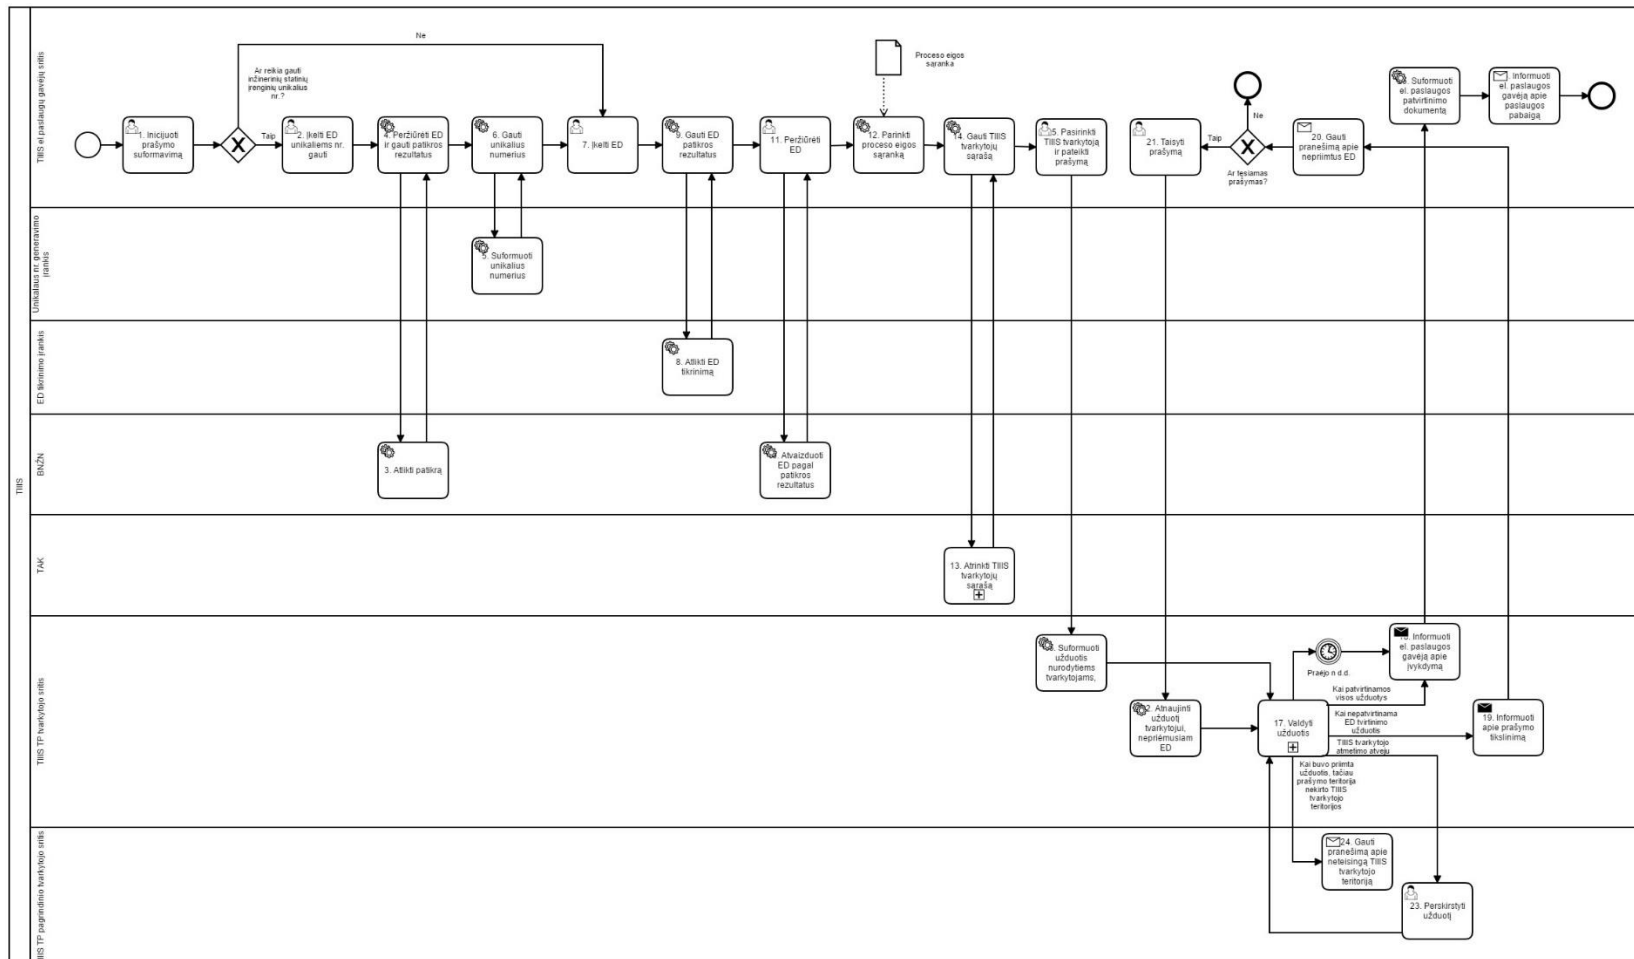 TIIIS
TIIIS el.paslaugų gavėjų sritis
Ne
Ar reikia gauti
inžinerinių statinių
įrenginių unikalius
nr.?
Taip
1. Inicijuoti
prašymo
suformavimą
2. Įkelti ED
unikaliems nr.
gauti
4. Peržiūrėti ED
ir gauti patikros
rezultatus
6. Gauti
unikalius
numerius
7. Įkelti ED
9. Gauti ED
patikros
rezultatus
11. Peržiūrėti
ED
Proceso eigos
sąranka
12. Parinkti
proceso eigos
sąranką
14. Gauti TIIIS
tvarkytojų
sąrašą
5. Pasirinkti
TIIIS tvarkytoją
ir pateikti
prašymą
21. Taisyti
prašymą
Taip
Ne
Ar tęsiamas
prašymas?
20. Gauti
pranešimą apie
nepriimtus ED
Suformuoti
el. paslaugos
patvirtinimo
dokumentą
Informuoti
el. paslaugos
gavėją apie
paslaugos
pabaigą
Unikalaus nr. generavimo
įrankis
5. Suformuoti
unikalius
numerius
ED tikrinimo įrankis
8. Atlikti ED
tikrinimą
BNŽN
3. Atlikti patikrą
Atvaizduoti
ED pagal
patikros
rezultatus
TAK
13. Atrinkti TIIIS
tvarkytojų
sąrašą
TIIIS TP tvarkytojo sritis
Suformuoti
užduotis
nurodytiems
tvarkytojams,
2. Atnaujinti
užduotį
tvarkytojui,
nepriėmusiam
ED
17. Valdyti
užduotis
Praėjo n d.d.
Informuoti
el. paslaugos
gavėją apie
įvykdymą
Kai patvirtinamos
visos užduotys
Kai nepatvirtinama
ED tvirtinimo
užduotis
TIIIS tvarkytojo
atmetimo atveju
19. Informuoti
apie prašymo
tikslinimą
Kai buvo priimta
užduotis, tačiau
prašymo teritorija
nekirto TIIIS
tvarkytojo
teritorijos
IIIS TP pagrindinio tvarkytojo sritis
24. Gauti
pranešimą apie
neteisingą TIIIS
tvarkytojo
teritoriją
23. Perskirstyti
užduotį